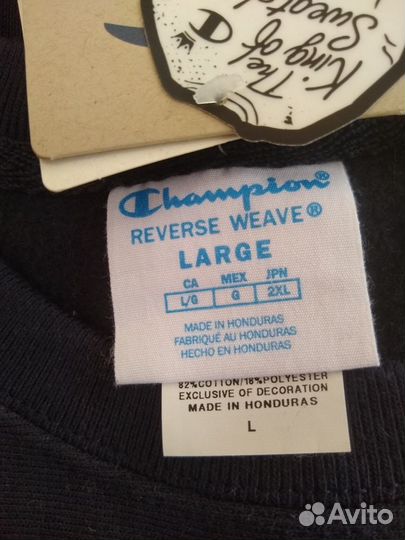 The
King of
Sweats
Champion®
REVERSE WEAVE®
LARGE
CA MEX JPN
L/G G 2XL
MADE IN HONDURAS
FABRIQUÉ AU HONDURAS
HECHO EN HONDURAS
82%COTTON/18%POLYESTER
EXCLUSIVE OF DECORATION
MADE IN HONDURAS
L
Avito